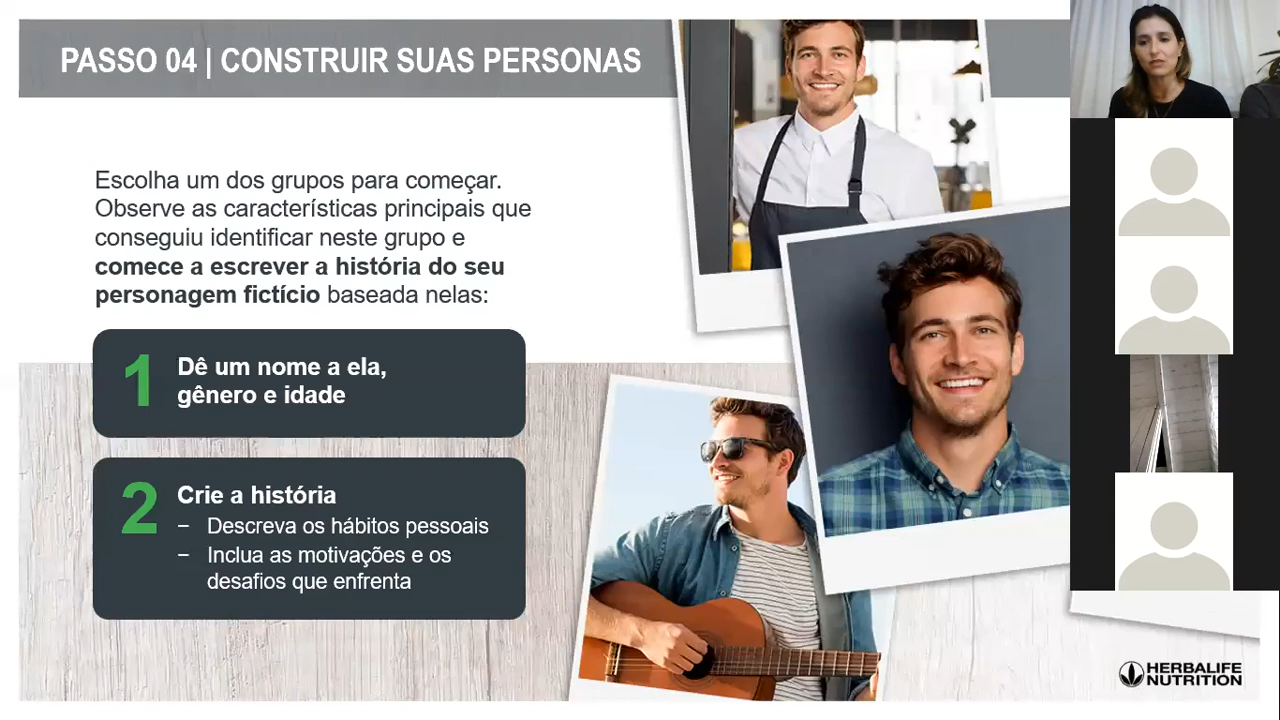 PASSO 04 | CONSTRUIR SUAS PERSONAS
Escolha um dos grupos para começar.
Observe as características principais que
conseguiu identificar neste grupo e
comece a escrever a história do seu
personagem fictício baseada nelas:
1
Dê um nome a ela,
gênero e idade
2
Crie a história
– Descreva os hábitos pessoais
– Inclua as motivações e os
desafios que enfrenta
HERBALIFE
NUTRITION